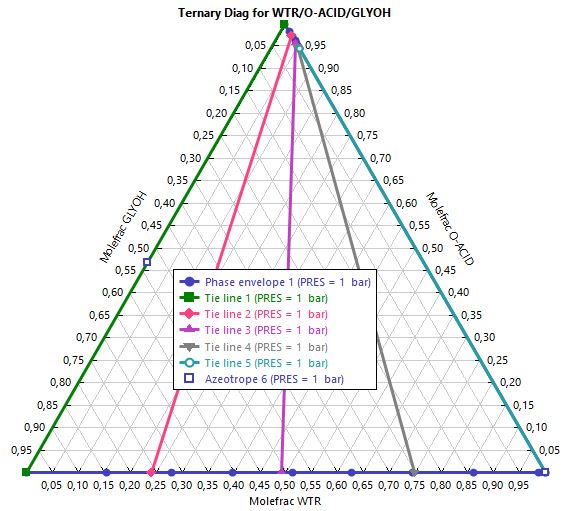 Ternary Diag for WTR/O-ACID/GLYOH
0,05 0,95
0,10 0,90
0,15 0,85
0,20 0,80
0,25 0,75
0,30 0,70
0,35 0,65
0,40 0,60
Molefrac GLYOH
Molefrac O-ACID
0,45 0,55
0,50 0,50
0,55 0,45
0,60 0,40
0,65 0,35
0,70 0,30
0,75 0,25
0,80 0,20
0,85 0,15
0,90 0,10
0,95 0,05
Phase envelope 1 (PRES = 1 bar)
Tie line 1 (PRES = 1 bar)
Tie line 2 (PRES = 1 bar)
Tie line 3 (PRES = 1 bar)
Tie line 4 (PRES = 1 bar)
Tie line 5 (PRES = 1 bar)
Azeotrope 6 (PRES = 1 bar)
0,05 0,10 0,15 0,20 0,25 0,30 0,35 0,40 0,45 0,50 0,55 0,60 0,65 0,70 0,75 0,80 0,85 0,90 0,95
Molefrac WTR